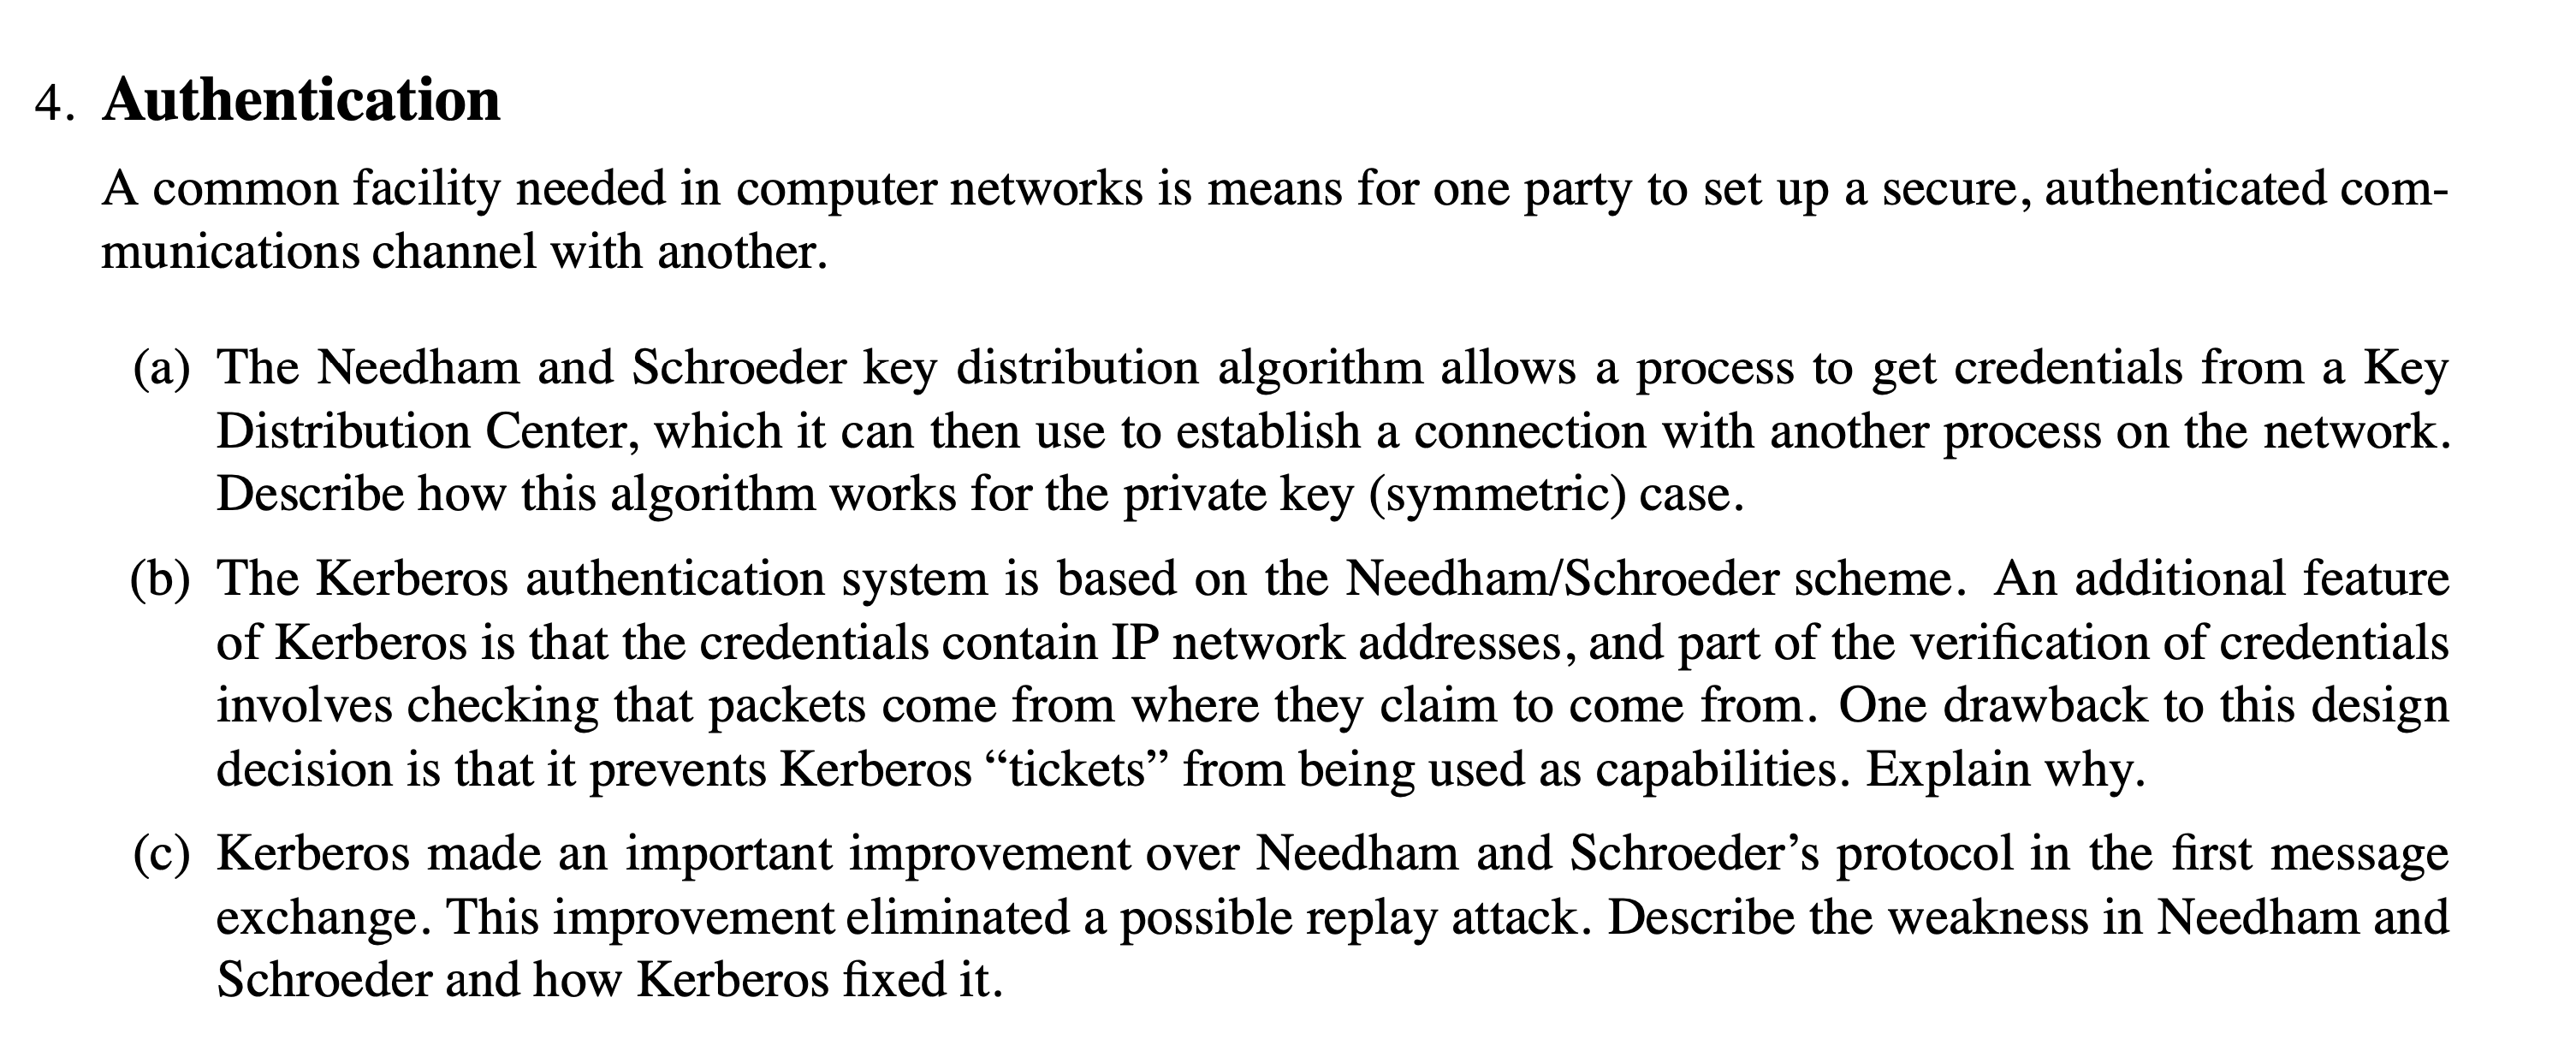 4. Authentication
A common facility needed in computer networks is means for one party to set up a secure, authenticated com-
munications channel with another.
(a) The Needham and Schroeder key distribution algorithm allows a process to get credentials from a Key
Distribution Center, which it can then use to establish a connection with another process on the network.
Describe how this algorithm works for the private key (symmetric) case.
(b) The Kerberos authentication system is based on the Needham/Schroeder scheme. An additional feature
of Kerberos is that the credentials contain IP network addresses, and part of the verification of credentials
involves checking that packets come from where they claim to come from. One drawback to this design
decision is that it prevents Kerberos “tickets” from being used as capabilities. Explain why.
(c) Kerberos made an important improvement over Needham and Schroeder’s protocol in the first message
exchange. This improvement eliminated a possible replay attack. Describe the weakness in Needham and
Schroeder and how Kerberos fixed it.